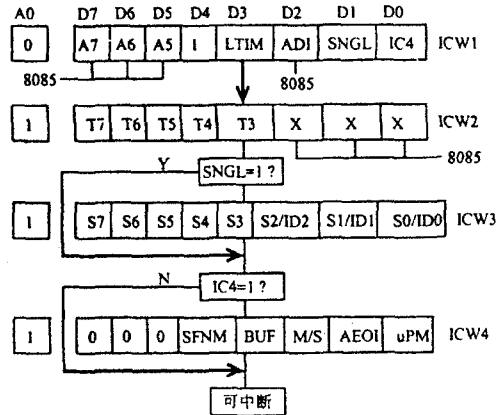 A0 D7 D6 D5 D4 D3 D2 D1 D0
0 A7 A6 A5 1 LTIM ADI SNGL IC4 ICW1
8085 8085
1 T7 T6 T5 T4 T3 X X X ICW2
8085
Y SNGL=1?
1 S7 S6 S5 S4 S3 S2/ID2 S1/ID1 S0/ID0 ICW3
N IC4=1?
1 0 0 0 SFNM BUF M/S AEOI uPM ICW4
可中断